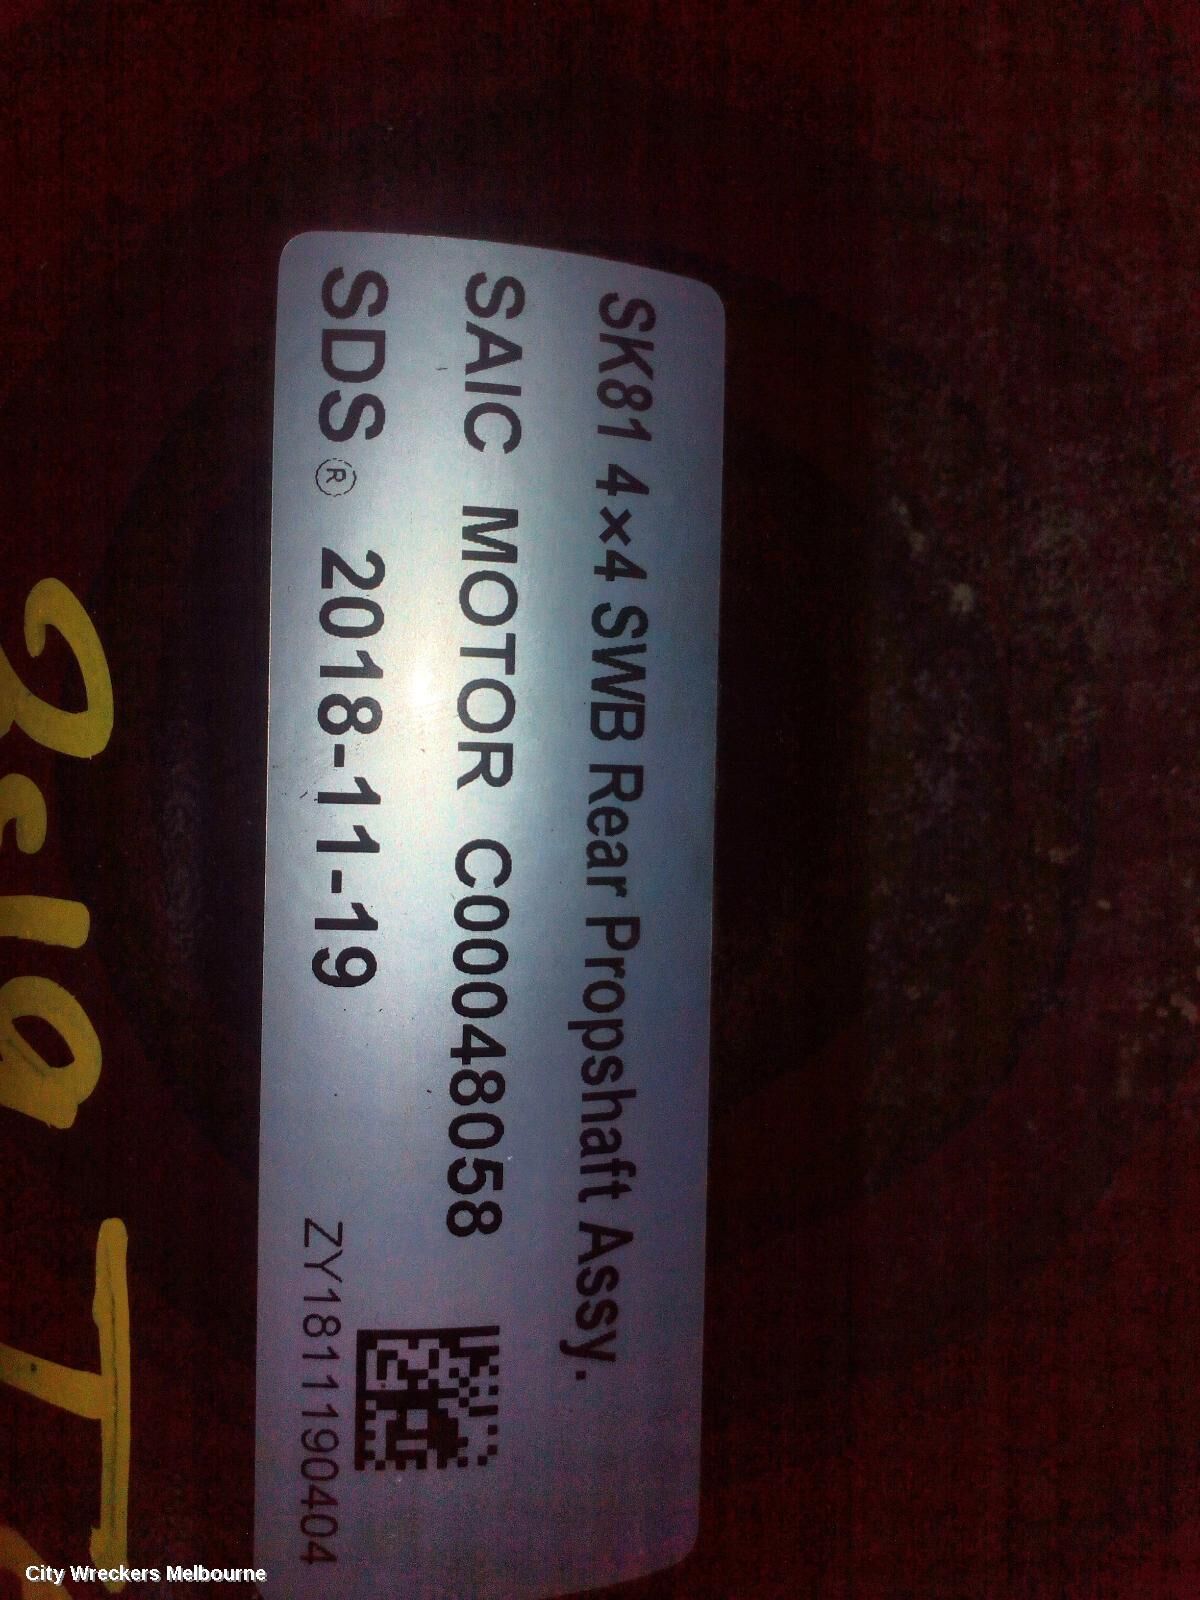 SK81 4×4 SWB Rear Propshaft Assy.
SAIC MOTOR C00048058
SDS® 2018-11-19
ZY1811190404
City Wreckers Melbourne